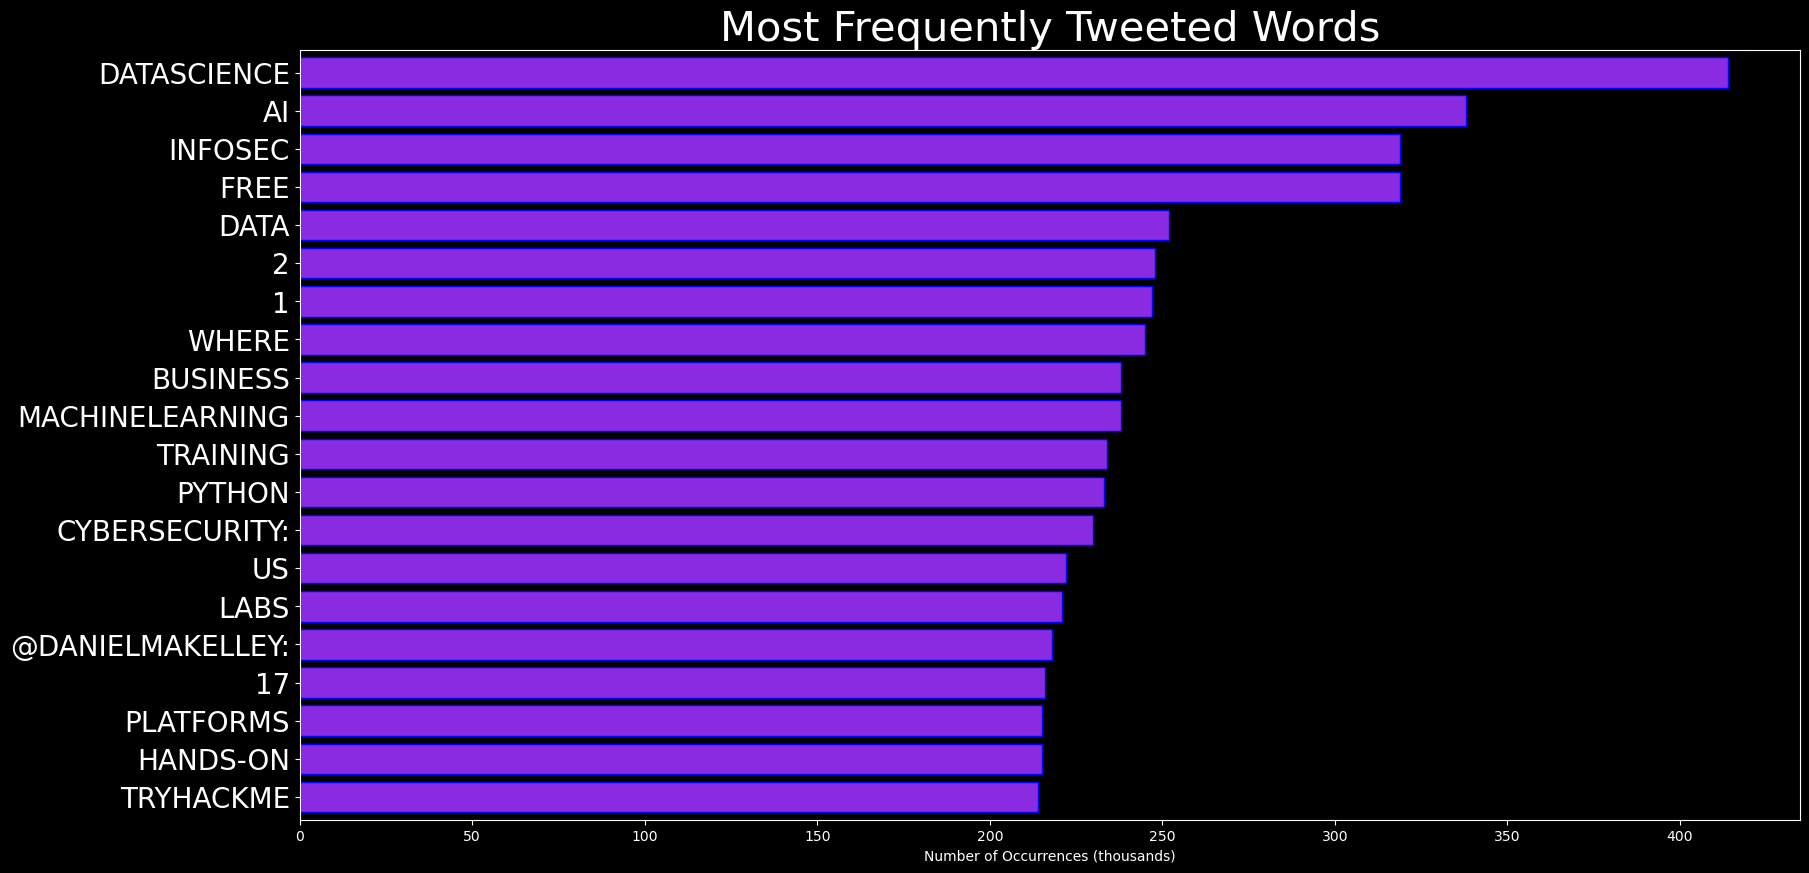 Most Frequently Tweeted Words
DATASCIENCE
AI
INFOSEC
FREE
DATA
2
1
WHERE
BUSINESS
MACHINELEARNING
TRAINING
PYTHON
CYBERSECURITY:
US
LABS
@DANIELMAKELLEY:
17
PLATFORMS
HANDS-ON
TRYHACKME
0 50 100 150 200 250 300 350 400
Number of Occurrences (thousands)